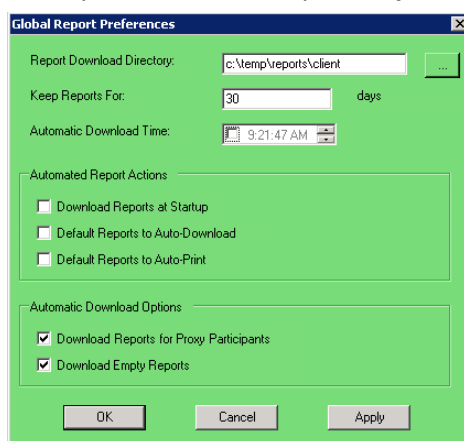 Global Report Preferences
Report Download Directory: c:\temp\reports\client ...
Keep Reports For: 30 days
Automatic Download Time: 9:21:47 AM
Automated Report Actions
Download Reports at Startup
Default Reports to Auto-Download
Default Reports to Auto-Print
Automatic Download Options
Download Reports for Proxy Participants
Download Empty Reports
OK Cancel Apply